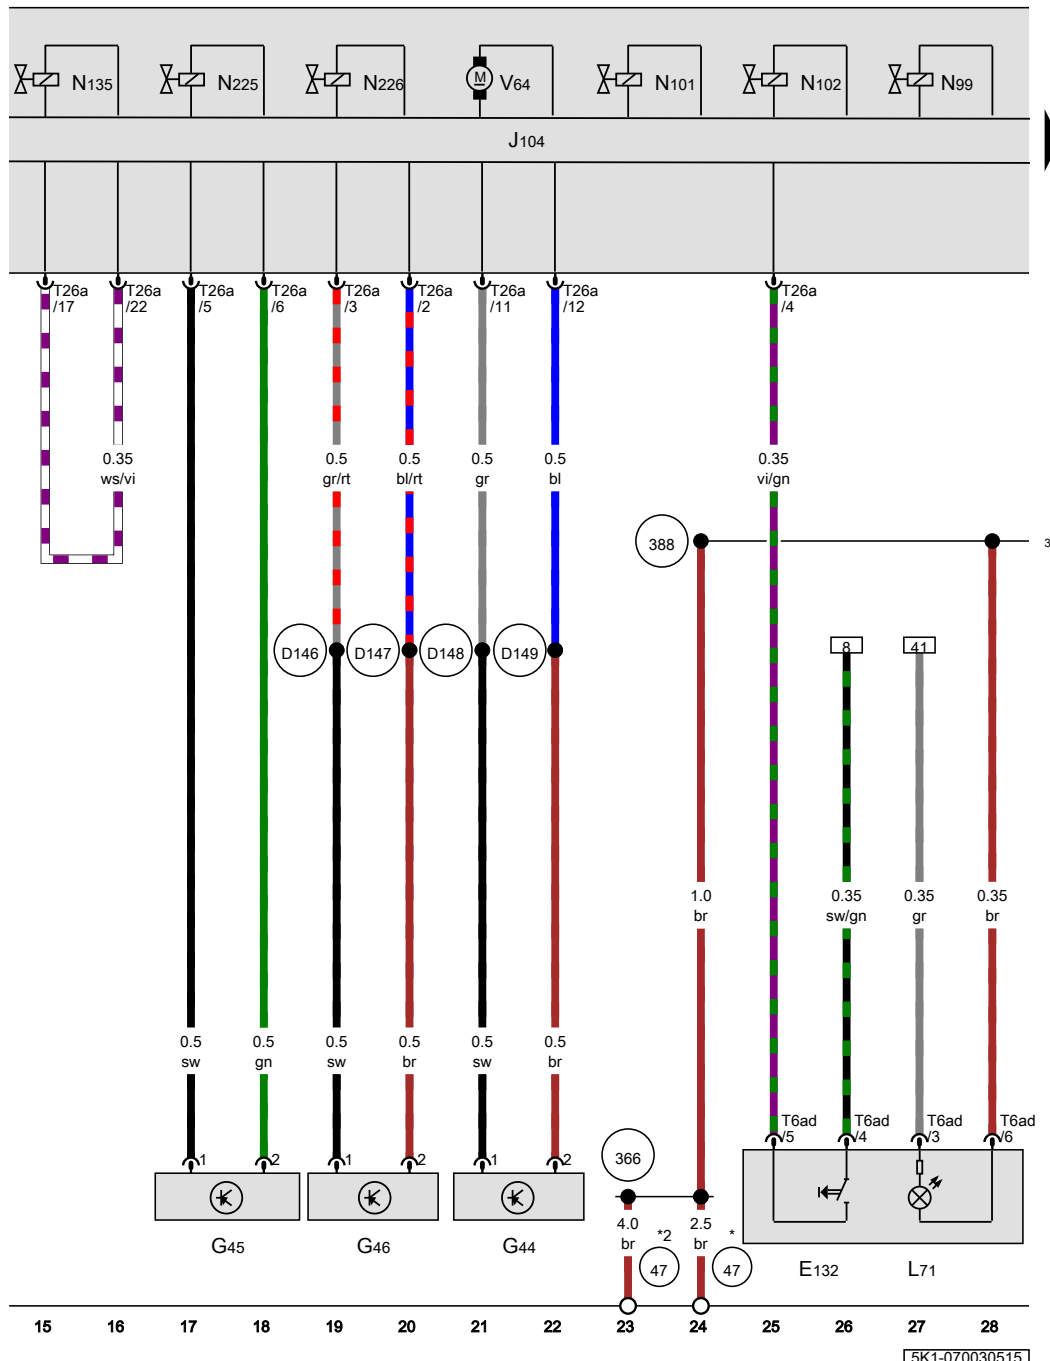 N135 N225 N226 M V64 N101 N102 N99
J104
T26a T26a T26a T26a T26a T26a T26a T26a T26a
/17 /22 /5 /6 /3 /2 /11 /12 /4
0.35 0.5 0.5 0.5 0.5 0.35
ws/vi gr/rt bl/rt gr bl vi/gn
388 3
D146 D147 D148 D149 8 41
1.0 0.35 0.35 0.35
br sw/gn gr br
0.5 0.5 0.5 0.5 0.5 0.5
sw gn sw br sw br
T6ad T6ad T6ad T6ad
/5 /4 /3 /6
1 2 1 2 1 2 366
4.0 *2 2.5 *
br br
G45 G46 G44 47 47 E132 L71
15 16 17 18 19 20 21 22 23 24 25 26 27 28
5K1-070030515